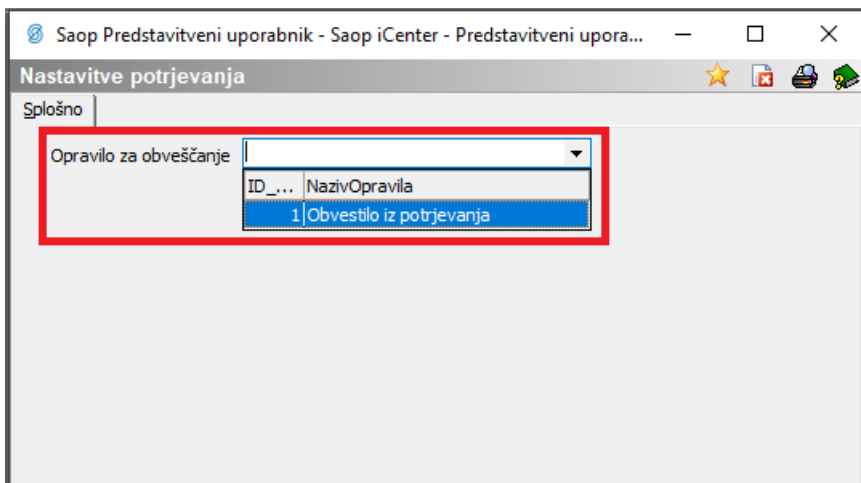 Saop Predstavitveni uporabnik - Saop iCenter - Predstavitveni upora...
Nastavitve potrjevanja
Splošno
Opravilo za obveščanje
ID_... NazivOpravila
1 Obvestilo iz potrjevanja